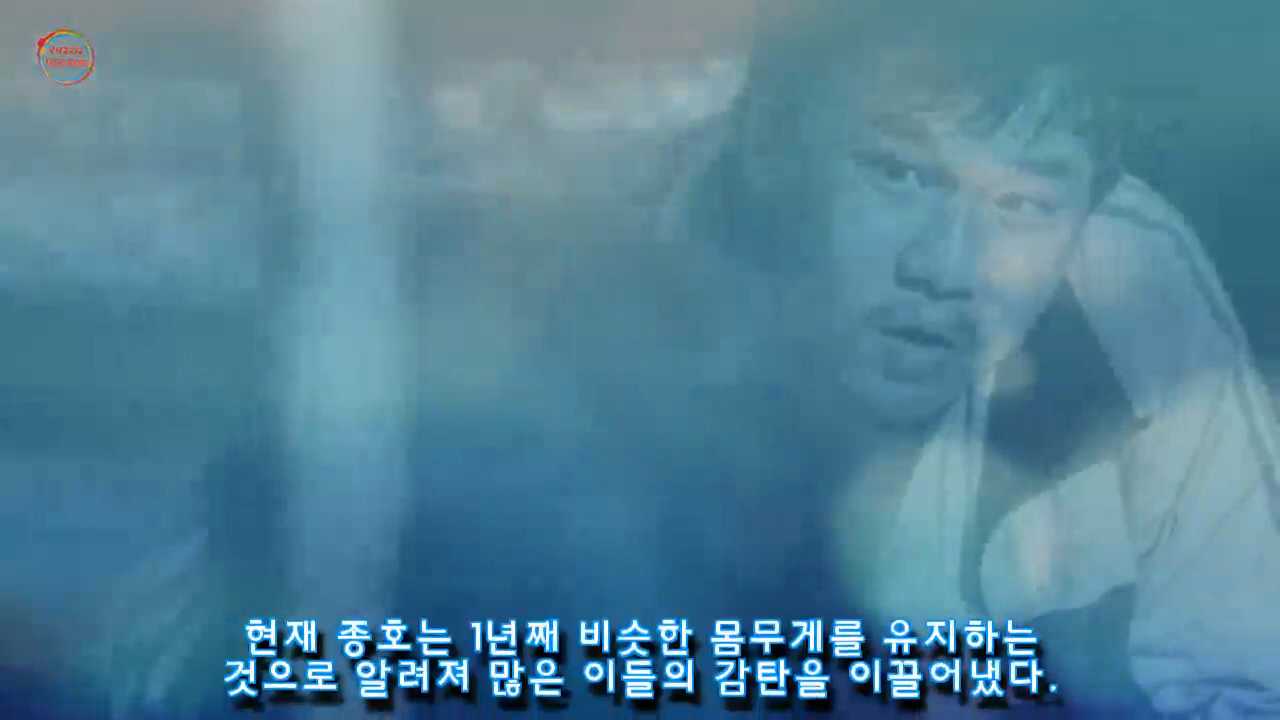 현재 종호는 1년째 비슷한 몸무게를 유지하는
것으로 알려져 많은 이들의 감탄을 이끌어냈다.